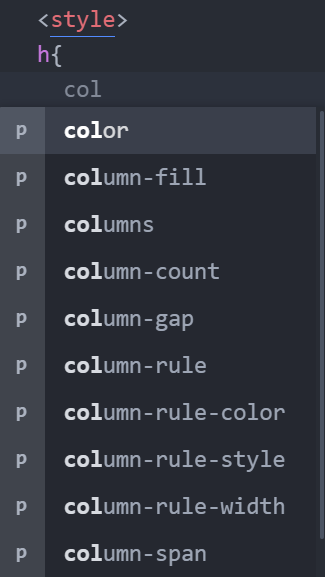 <style>
h{
col
p color
p column-fill
p columns
p column-count
p column-gap
p column-rule
p column-rule-color
p column-rule-style
p column-rule-width
p column-span